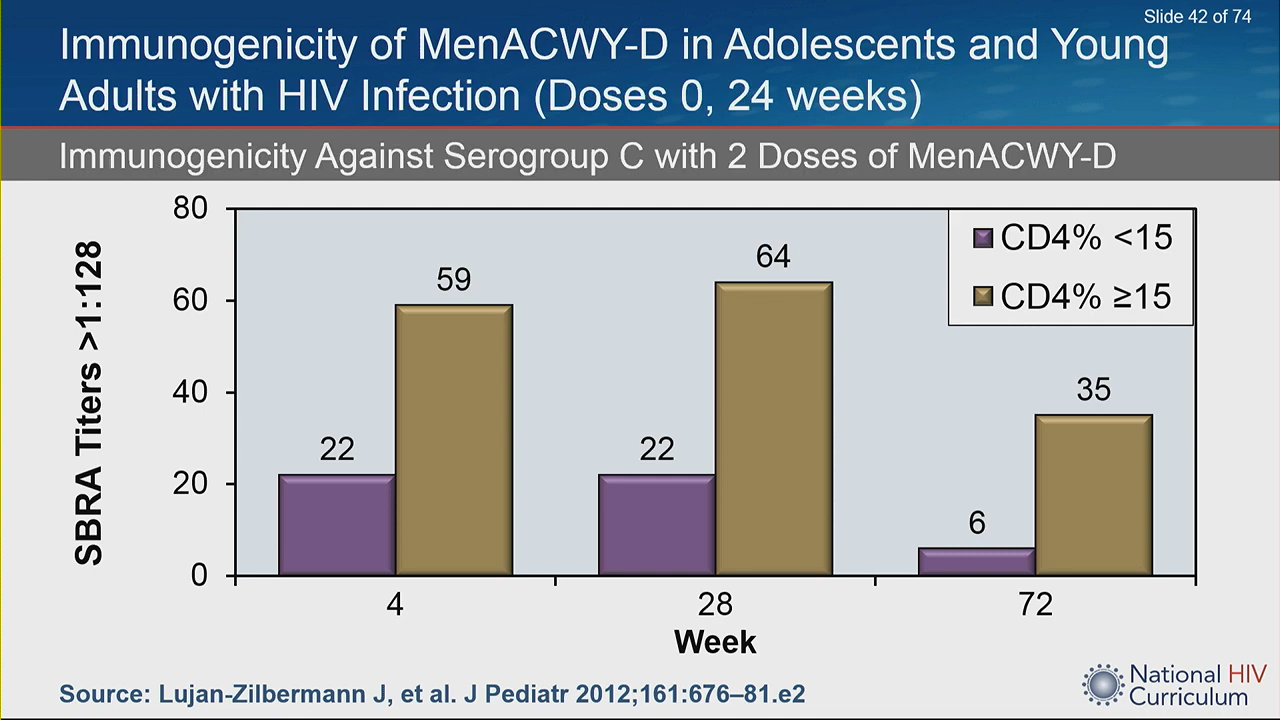 Slide 42 of 74
Immunogenicity of MenACWY-D in Adolescents and Young
Adults with HIV Infection (Doses 0, 24 weeks)
Immunogenicity Against Serogroup C with 2 Doses of MenACWY-D
SBRA Titers >1:128
80
60
40
20
0
CD4% <15
CD4% ≥15
22
59
22
64
6
35
4
28
72
Week
Source: Lujan-Zilbermann J, et al. J Pediatr 2012;161:676–81.e2
National HIV
Curriculum